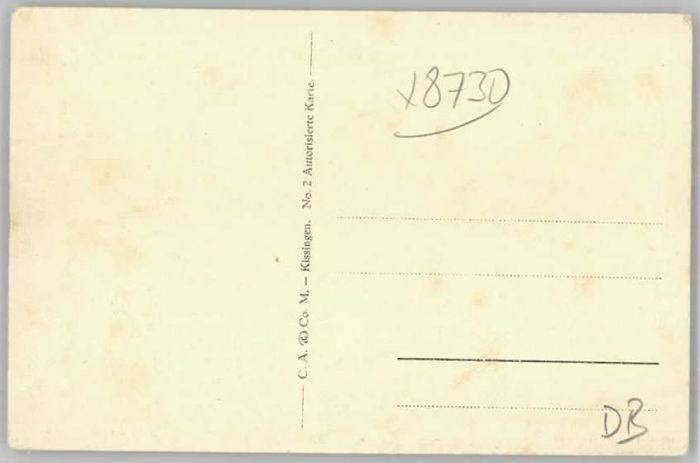 x8730
C. A. & Co. M. – Kissingen. No. 2 Autorisierte Karte.
DB